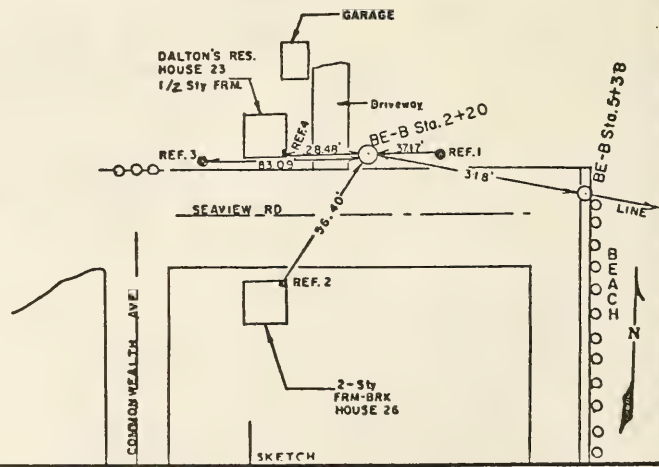 GARAGE
DALTON'S RES.
HOUSE 23
1/2 Sty FRM.
Driveway
BE-B Sta. 2+20
BE-B Sta. 5+38
REF. 4
REF. 3
28.48'
37.17'
REF. 1
83.09
318'
SEAVIEW RD
56.40'
LINE
BEACH
REF. 2
N
COMMONWEALTH AVE
2-Sty
FRM-BRK
HOUSE 26
SKETCH